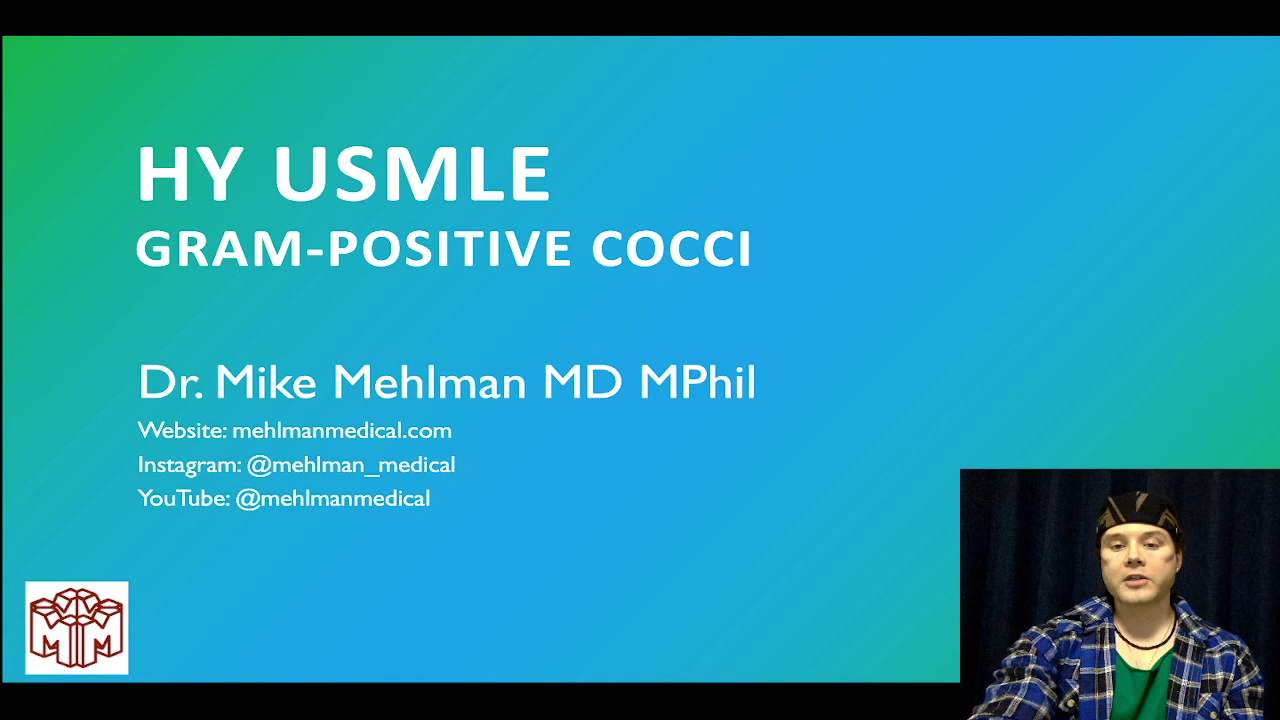 HY USMLE
GRAM-POSITIVE COCCI
Dr. Mike Mehlman MD MPhil
Website: mehlmanmedical.com
Instagram: @mehlman_medical
YouTube: @mehlmanmedical
M M